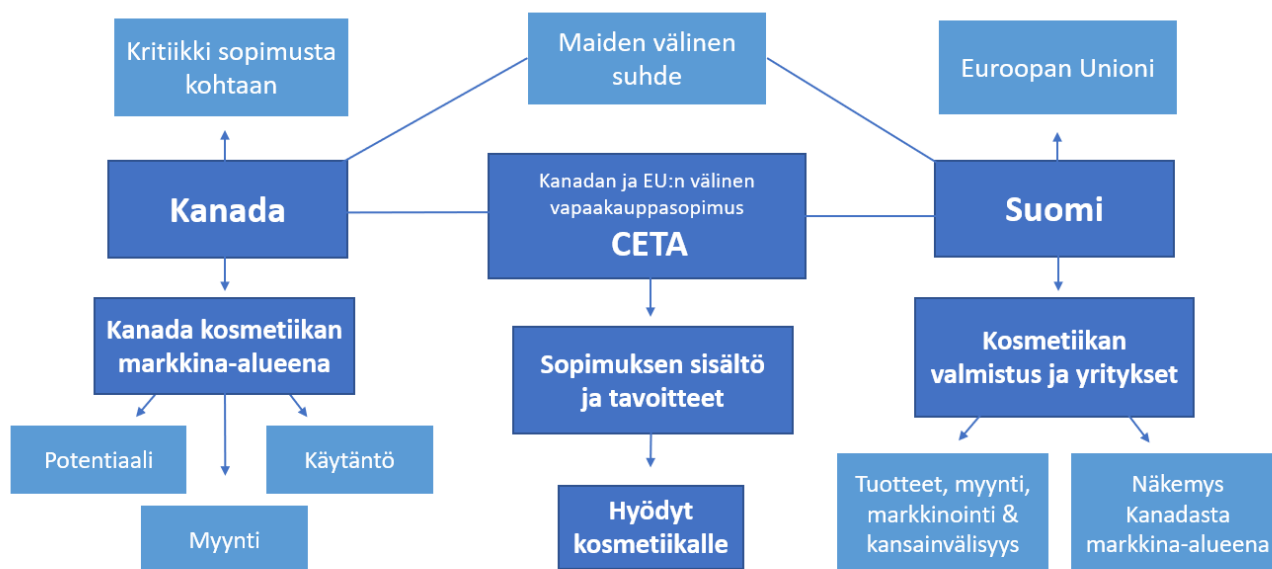 Kritiikki sopimusta
kohtaan
Maiden välinen
suhde
Euroopan Unioni
Kanada
Kanadan ja EU:n välinen
vapaakauppasopimus
CETA
Suomi
Kanada kosmetiikan
markkina-alueena
Sopimuksen sisältö
ja tavoitteet
Kosmetiikan
valmistus ja yritykset
Potentiaali
Käytäntö
Myynti
Hyödyt
kosmetiikalle
Tuotteet, myynti,
markkinointi &
kansainvälisyys
Näkemys
Kanadasta
markkina-alueena